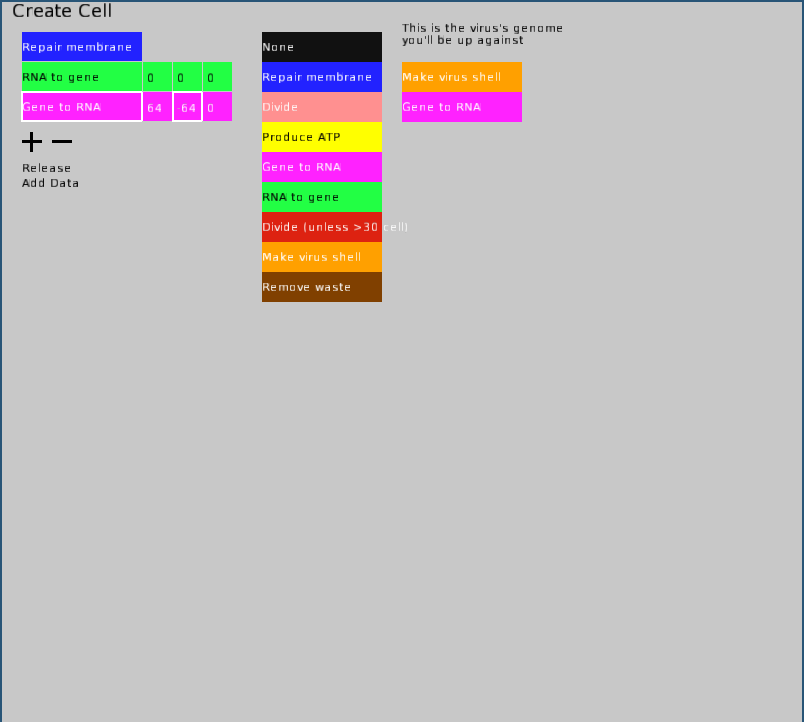 Create Cell
Repair membrane
RNA to gene 0 0 0
Gene to RNA 64 -64 0
+ −
Release
Add Data
None
Repair membrane
Divide
Produce ATP
Gene to RNA
RNA to gene
Divide (unless >30 cell)
Make virus shell
Remove waste
This is the virus's genome
you'll be up against
Make virus shell
Gene to RNA